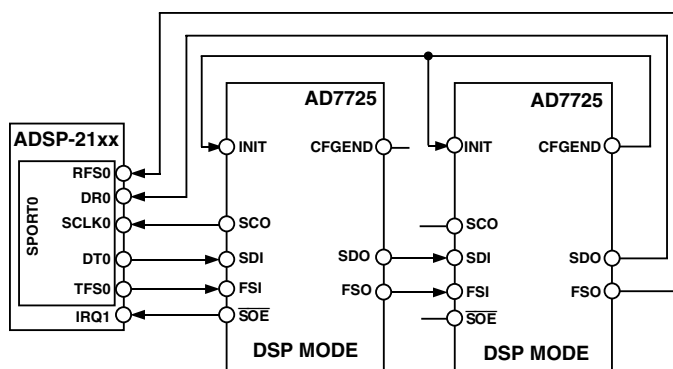 ADSP-21xx
SPORT0
RFS0
DR0
SCLK0
DT0
TFS0
IRQ1
AD7725
INIT
CFGEND
SCO
SDI
SDO
FSI
FSO
SOE
DSP MODE
AD7725
INIT
CFGEND
SCO
SDI
SDO
FSI
FSO
SOE
DSP MODE